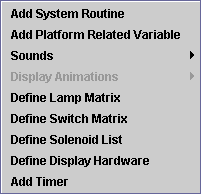 Add System Routine
Add Platform Related Variable
Sounds
Display Animations
Define Lamp Matrix
Define Switch Matrix
Define Solenoid List
Define Display Hardware
Add Timer